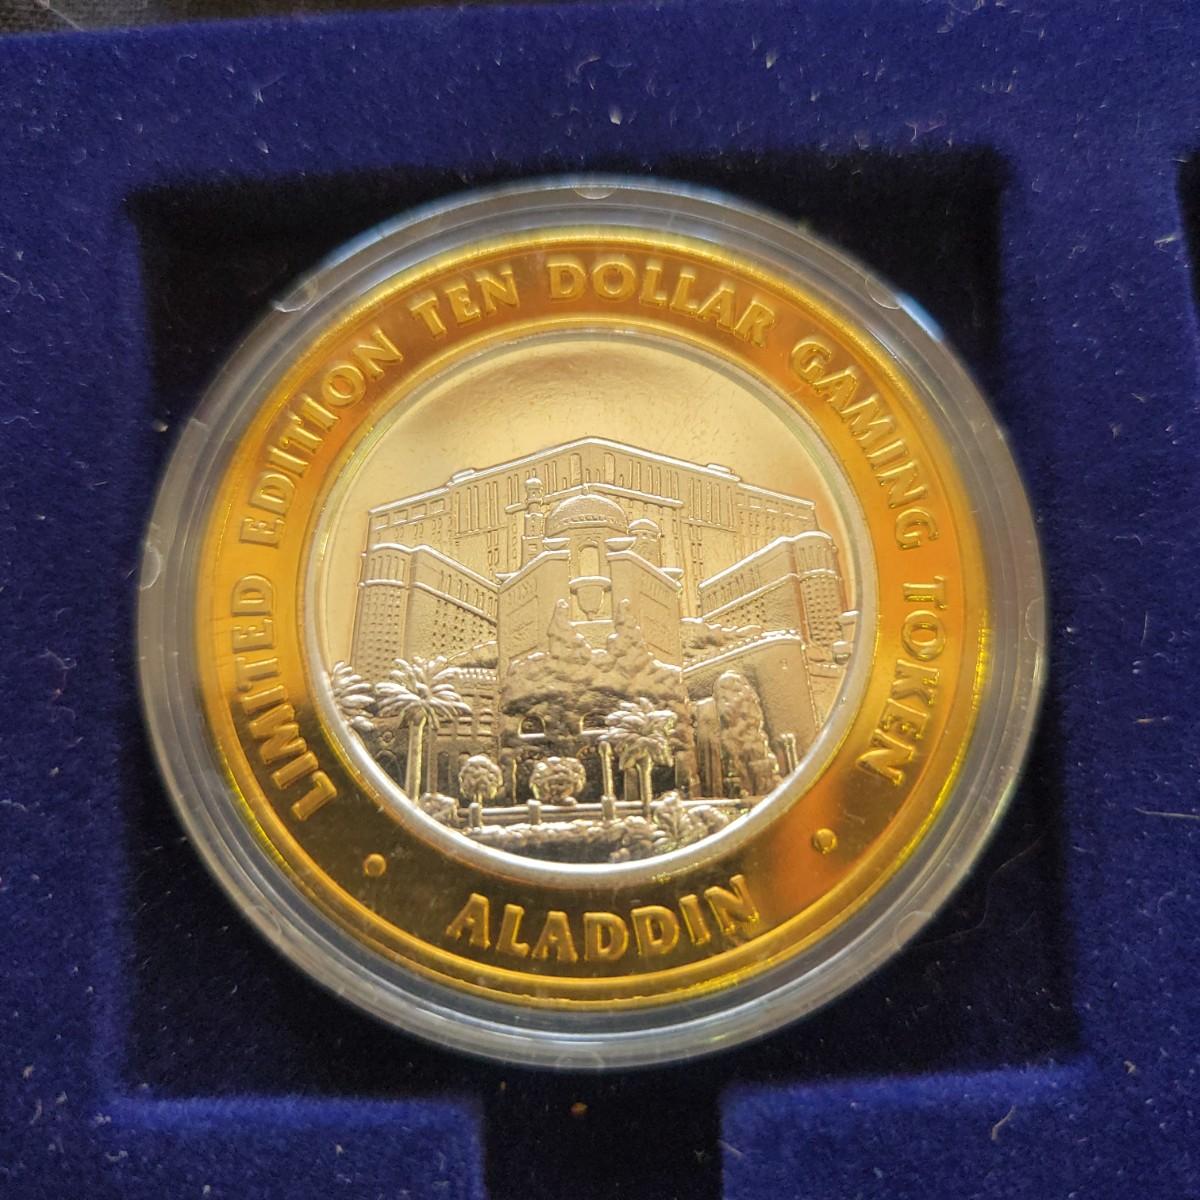 LIMITED EDITION TEN DOLLAR GAMING TOKEN
• ALADDIN •